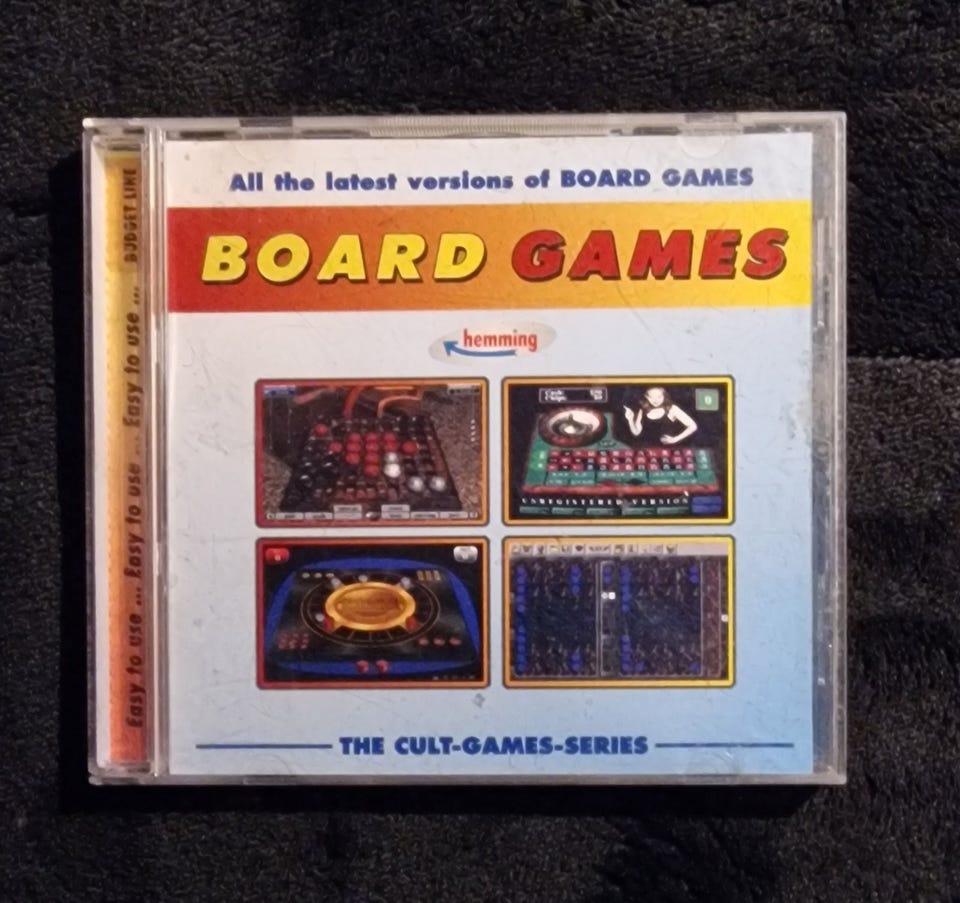 All the latest versions of BOARD GAMES
BOARD GAMES
hemming
UNREGISTERED VERSION
THE CULT-GAMES-SERIES
Easy to use ... Easy to use ... Easy to use ... BUDGET LINE